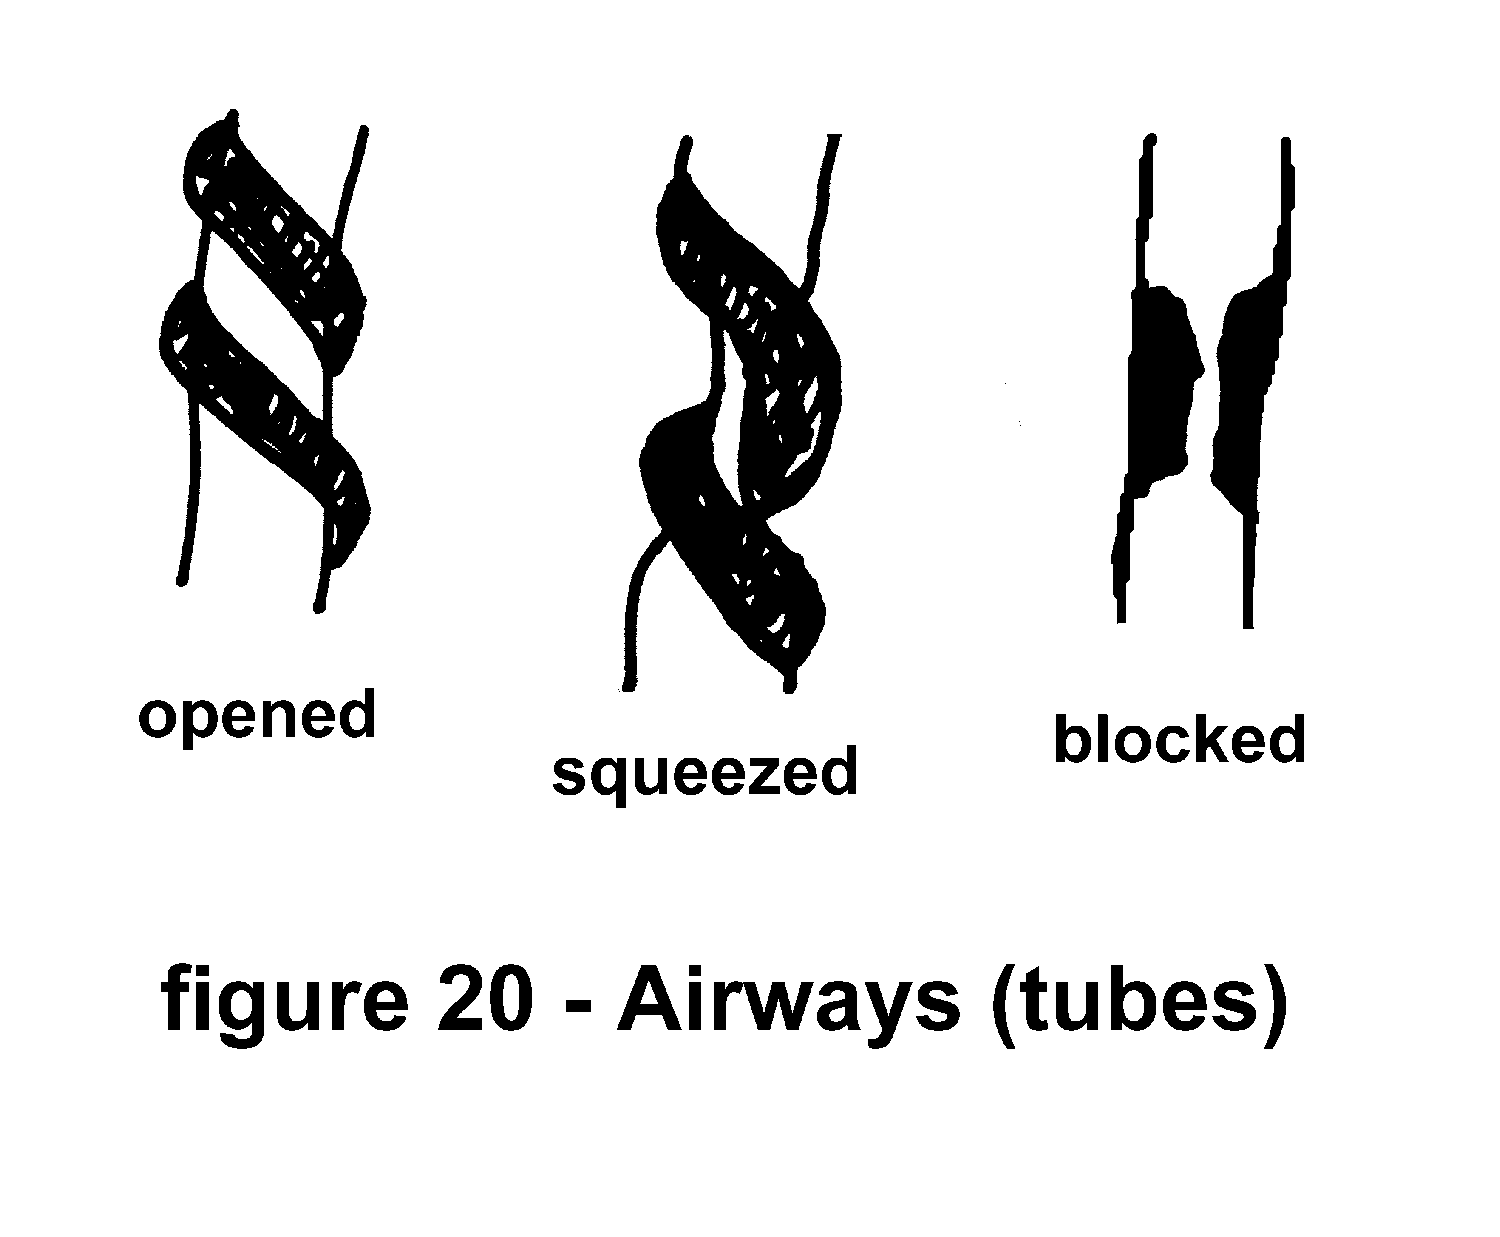 opened
squeezed
blocked
figure 20 - Airways (tubes)